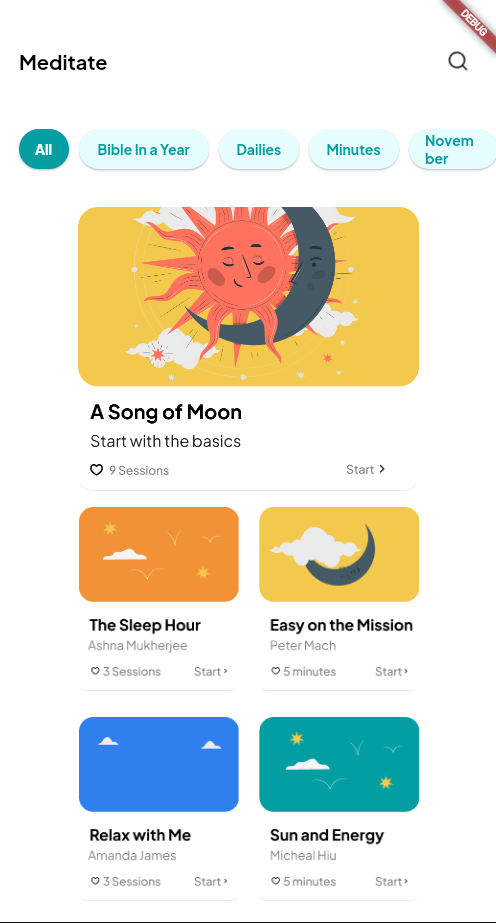 DEBUG
Meditate
All
Bible In a Year
Dailies
Minutes
Novem
ber
A Song of Moon
Start with the basics
9 Sessions
Start
The Sleep Hour
Ashna Mukherjee
3 Sessions
Start
Easy on the Mission
Peter Mach
5 minutes
Start
Relax with Me
Amanda James
3 Sessions
Start
Sun and Energy
Micheal Hiu
5 minutes
Start